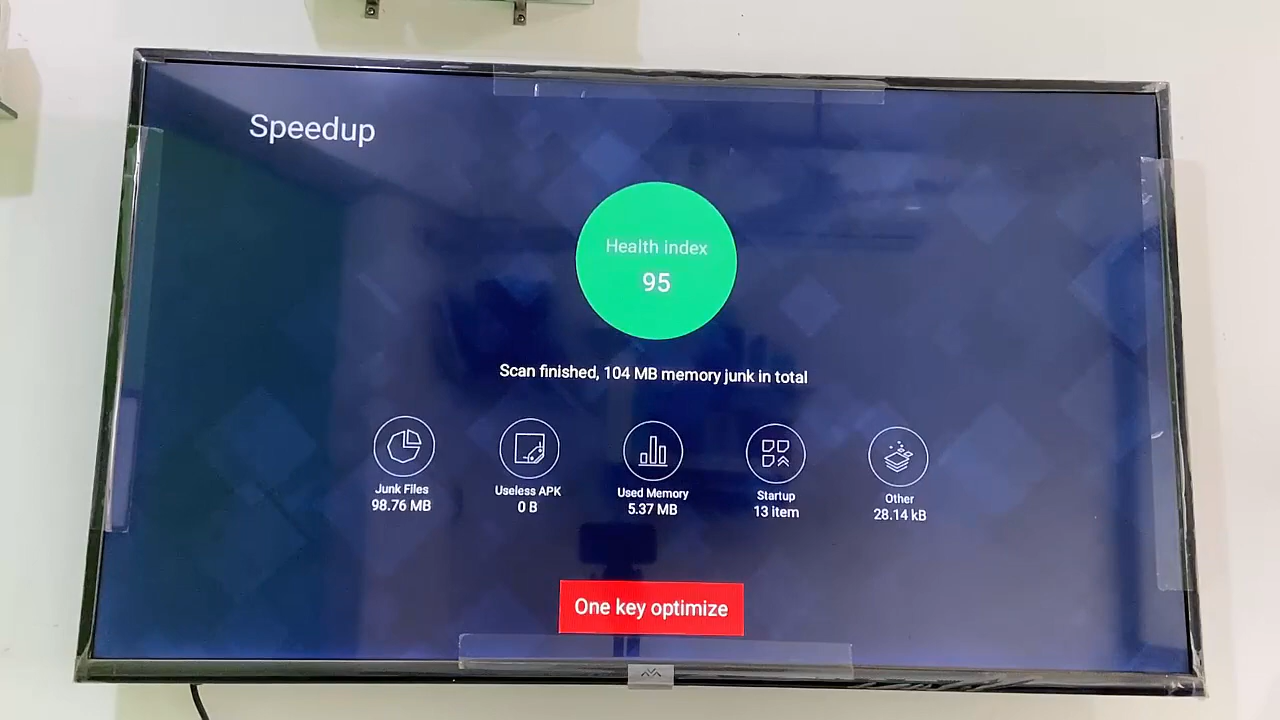 Speedup
Health index
95
Scan finished, 104 MB memory junk in total
Junk Files
98.76 MB
Useless APK
0 B
Used Memory
5.37 MB
Startup
13 item
Other
28.14 kB
One key optimize